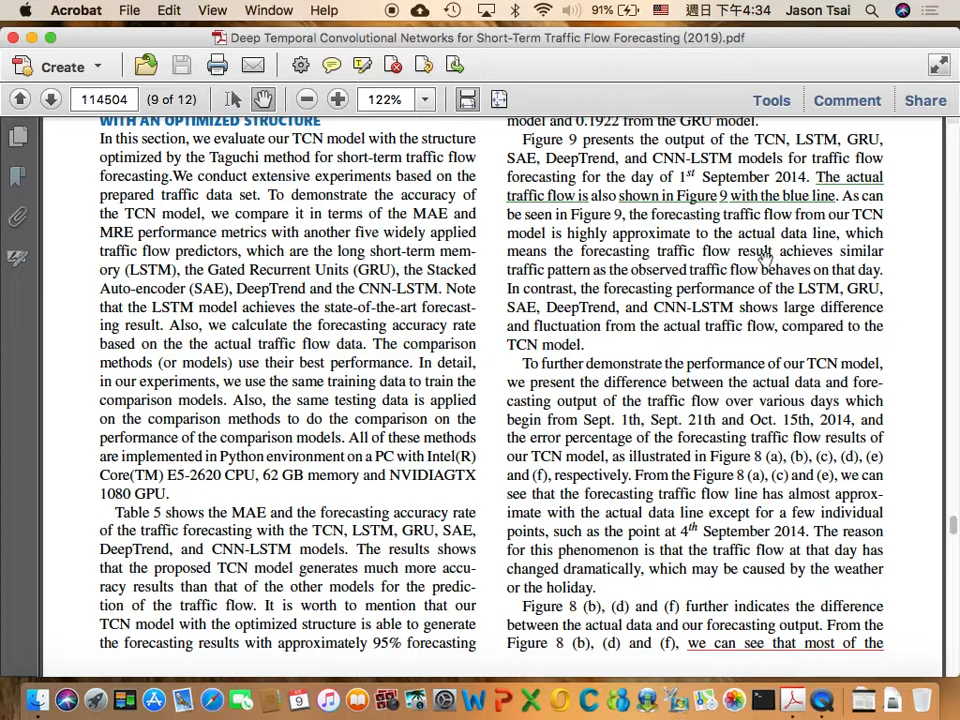 Acrobat File Edit View Window Help 91% 週日 下午4:34 Jason Tsai
Deep Temporal Convolutional Networks for Short-Term Traffic Flow Forecasting (2019).pdf
Create
114504 (9 of 12) 122% Tools Comment Share
WITH AN OPTIMIZED STRUCTURE
In this section, we evaluate our TCN model with the structure
optimized by the Taguchi method for short-term traffic flow
forecasting.We conduct extensive experiments based on the
prepared traffic data set. To demonstrate the accuracy of
the TCN model, we compare it in terms of the MAE and
MRE performance metrics with another five widely applied
traffic flow predictors, which are the long short-term mem-
ory (LSTM), the Gated Recurrent Units (GRU), the Stacked
Auto-encoder (SAE), DeepTrend and the CNN-LSTM. Note
that the LSTM model achieves the state-of-the-art forecast-
ing result. Also, we calculate the forecasting accuracy rate
based on the the actual traffic flow data. The comparison
methods (or models) use their best performance. In detail,
in our experiments, we use the same training data to train the
comparison models. Also, the same testing data is applied
on the comparison methods to do the comparison on the
performance of the comparison models. All of these methods
are implemented in Python environment on a PC with Intel(R)
Core(TM) E5-2620 CPU, 62 GB memory and NVIDIAGTX
1080 GPU.
Table 5 shows the MAE and the forecasting accuracy rate
of the traffic forecasting with the TCN, LSTM, GRU, SAE,
DeepTrend, and CNN-LSTM models. The results shows
that the proposed TCN model generates much more accu-
racy results than that of the other models for the predic-
tion of the traffic flow. It is worth to mention that our
TCN model with the optimized structure is able to generate
the forecasting results with approximately 95% forecasting
model and 0.1922 from the GRU model.
Figure 9 presents the output of the TCN, LSTM, GRU,
SAE, DeepTrend, and CNN-LSTM models for traffic flow
forecasting for the day of 1st September 2014. The actual
traffic flow is also shown in Figure 9 with the blue line. As can
be seen in Figure 9, the forecasting traffic flow from our TCN
model is highly approximate to the actual data line, which
means the forecasting traffic flow result achieves similar
traffic pattern as the observed traffic flow behaves on that day.
In contrast, the forecasting performance of the LSTM, GRU,
SAE, DeepTrend, and CNN-LSTM shows large difference
and fluctuation from the actual traffic flow, compared to the
TCN model.
To further demonstrate the performance of our TCN model,
we present the difference between the actual data and fore-
casting output of the traffic flow over various days which
begin from Sept. 1th, Sept. 21th and Oct. 15th, 2014, and
the error percentage of the forecasting traffic flow results of
our TCN model, as illustrated in Figure 8 (a), (b), (c), (d), (e)
and (f), respectively. From the Figure 8 (a), (c) and (e), we can
see that the forecasting traffic flow line has almost approx-
imate with the actual data line except for a few individual
points, such as the point at 4th September 2014. The reason
for this phenomenon is that the traffic flow at that day has
changed dramatically, which may be caused by the weather
or the holiday.
Figure 8 (b), (d) and (f) further indicates the difference
between the actual data and our forecasting output. From the
Figure 8 (b), (d) and (f), we can see that most of the